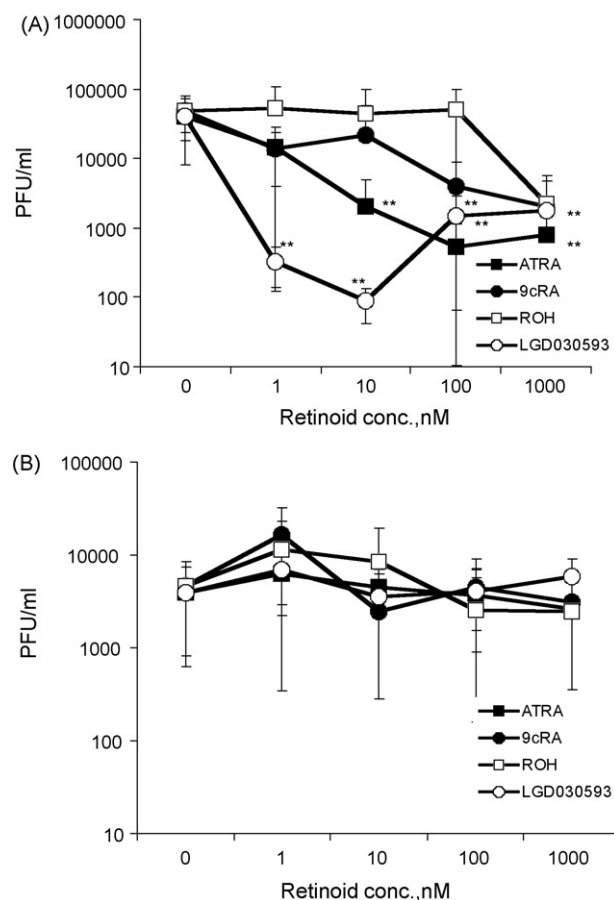 (A)
1000000
100000
10000
1000
100
10
PFU/ml
**
**
**
**
**
**
**
ATRA
9cRA
ROH
LGD030593
0 1 10 100 1000
Retinoid conc.,nM
(B)
100000
10000
1000
100
10
PFU/ml
ATRA
9cRA
ROH
LGD030593
0 1 10 100 1000
Retinoid conc.,nM